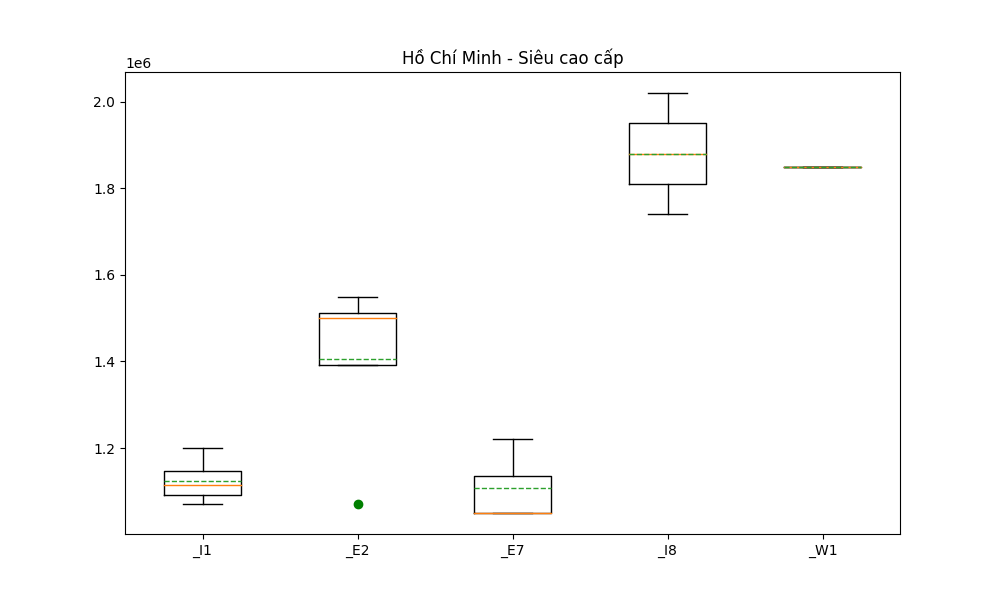 Hồ Chí Minh - Siêu cao cấp
1e6
2.0
1.8
1.6
1.4
1.2
_I1 _E2 _E7 _I8 _W1